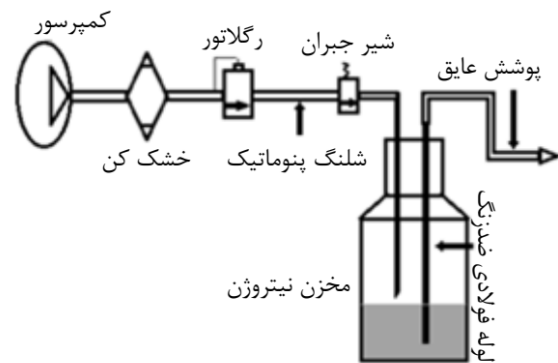 کمپرسور
رگلاتور
شیر جبران
پوشش عایق
خشک کن
شلنگ پنوماتیک
مخزن نیتروژن
لوله فولادی ضدزنگ